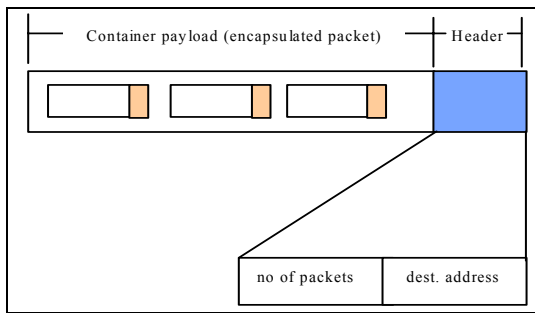 Container payload (encapsulated packet) Header
no of packets dest. address